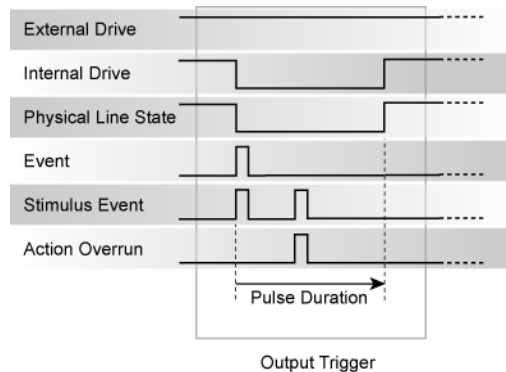 External Drive
Internal Drive
Physical Line State
Event
Stimulus Event
Action Overrun
Pulse Duration
Output Trigger